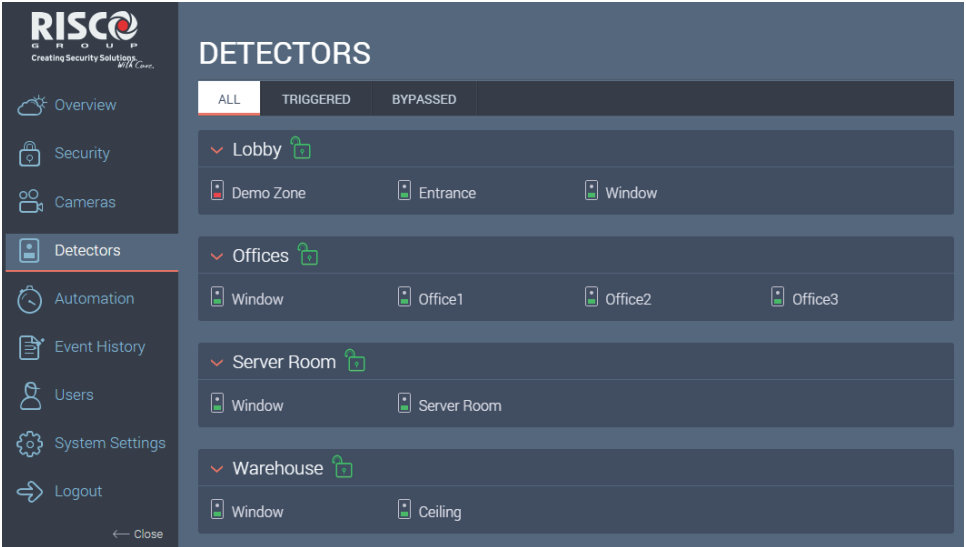 RISCO
GROUP
Creating Security Solutions
With Care.
Overview
Security
Cameras
Detectors
Automation
Event History
Users
System Settings
Logout
← Close
DETECTORS
ALL TRIGGERED BYPASSED
Lobby
Demo Zone Entrance Window
Offices
Window Office1 Office2 Office3
Server Room
Window Server Room
Warehouse
Window Ceiling